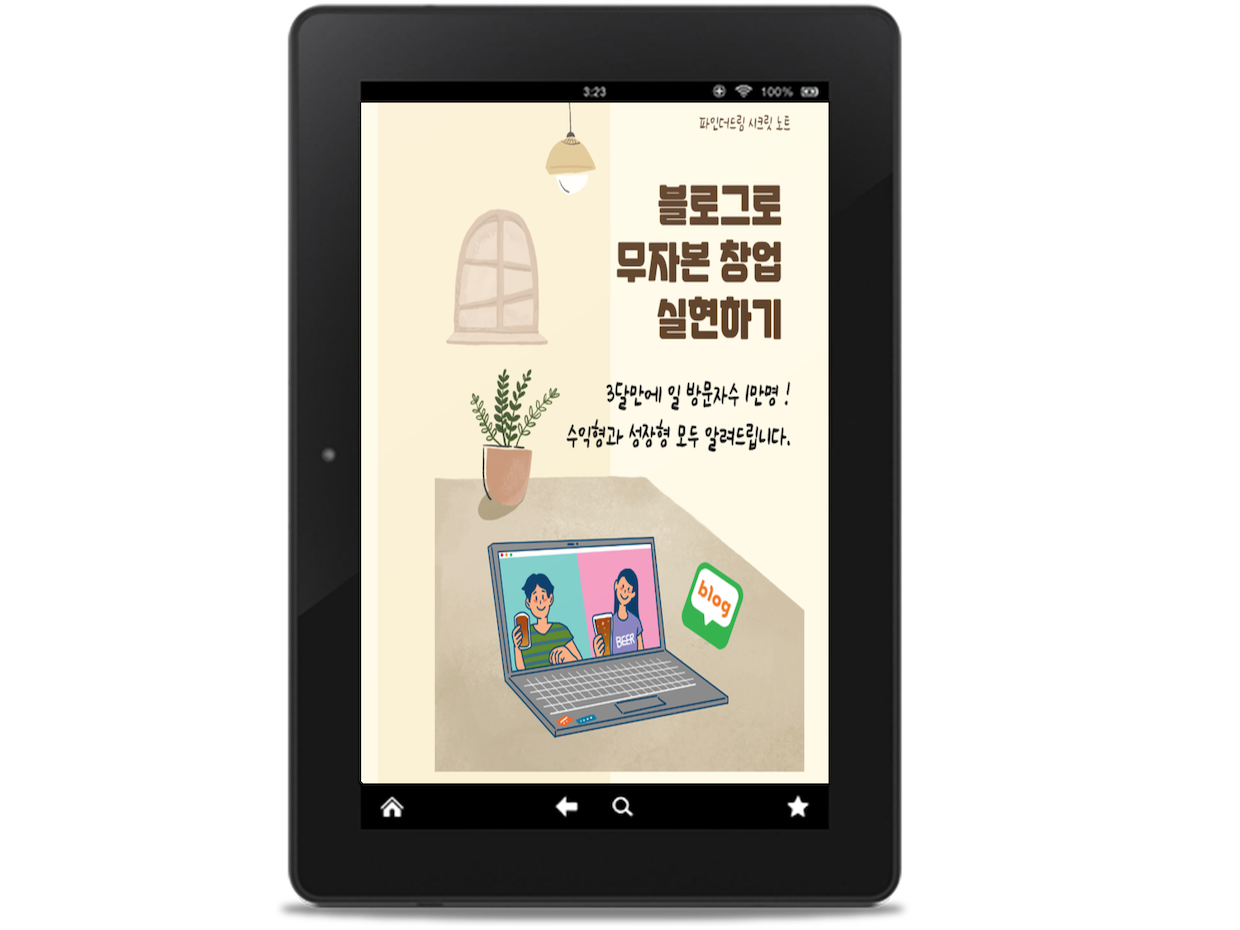 3:23
100%
파인더드림 시크릿 노트
블로그로
무자본 창업
실현하기
3달만에 일 방문자수 1만명 !
수익형과 성장형 모두 알려드립니다.
blog
BEER